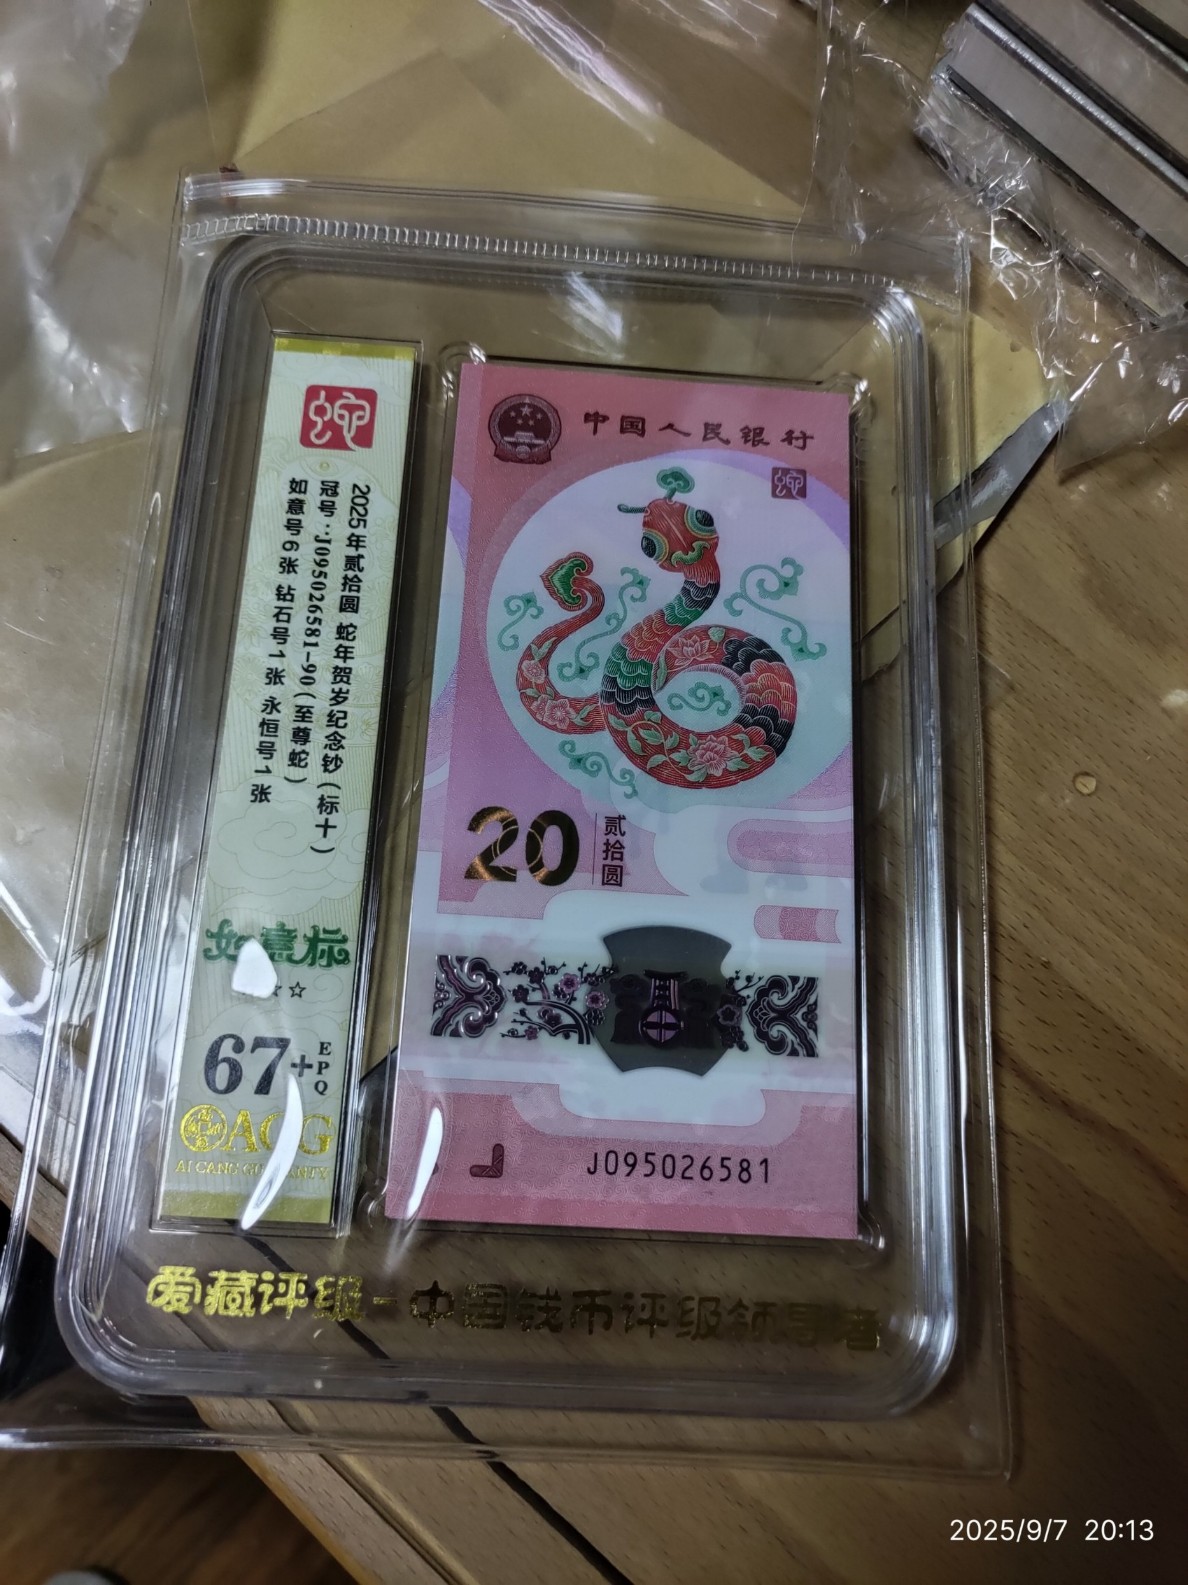 蛇
2025年贰拾圆 蛇年贺岁纪念钞(标十)
冠号:J095026581-90(至尊蛇)
如意号6张 钻石号1张 永恒号1张
如意标
☆☆
67+
EPQ
ACG
中国人民银行
蛇
20
贰拾圆
J095026581
爱藏评级-中国钱币评级领导者
2025/9/7 20:13